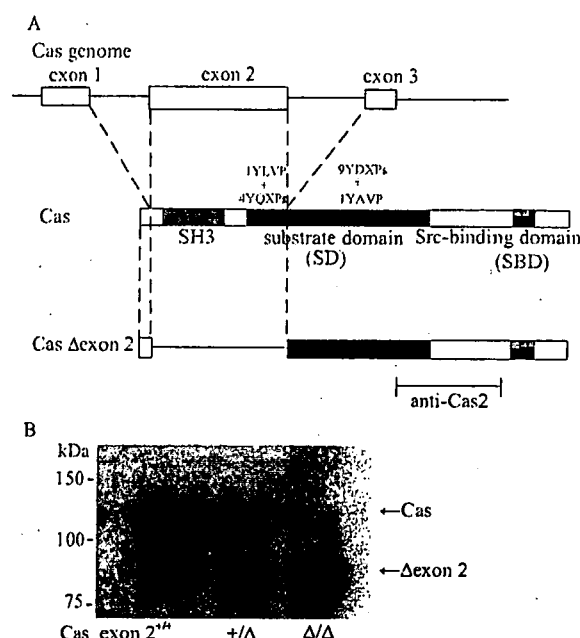 A
Cas genome
exon 1 exon 2 exon 3
1YLVP 9YDXPs
+ +
4YQXPs 1YAVP
Cas
SH3 substrate domain Src-binding domain
(SD) (SBD)
Cas Δexon 2
anti-Cas2
B
kDa
150-
←Cas
100-
←Δexon 2
75-
Cas exon 2+/+ +/Δ Δ/Δ